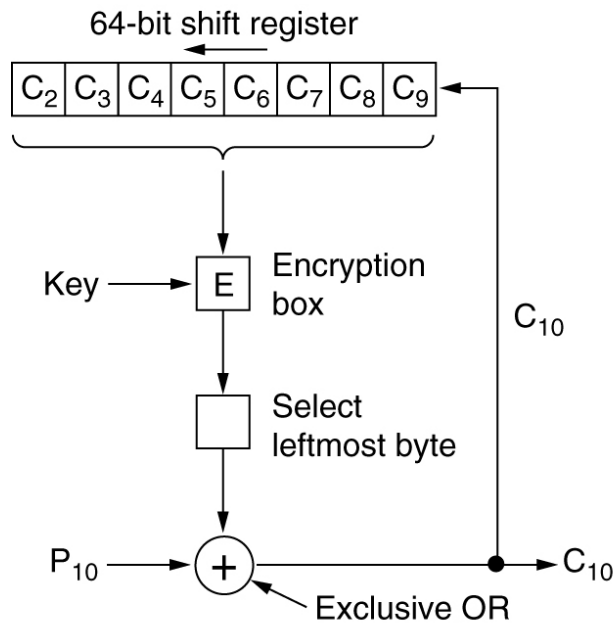 64-bit shift register
C₂ C₃ C₄ C₅ C₆ C₇ C₈ C₉
Key
E
Encryption
box
C₁₀
Select
leftmost byte
P₁₀
+
C₁₀
Exclusive OR